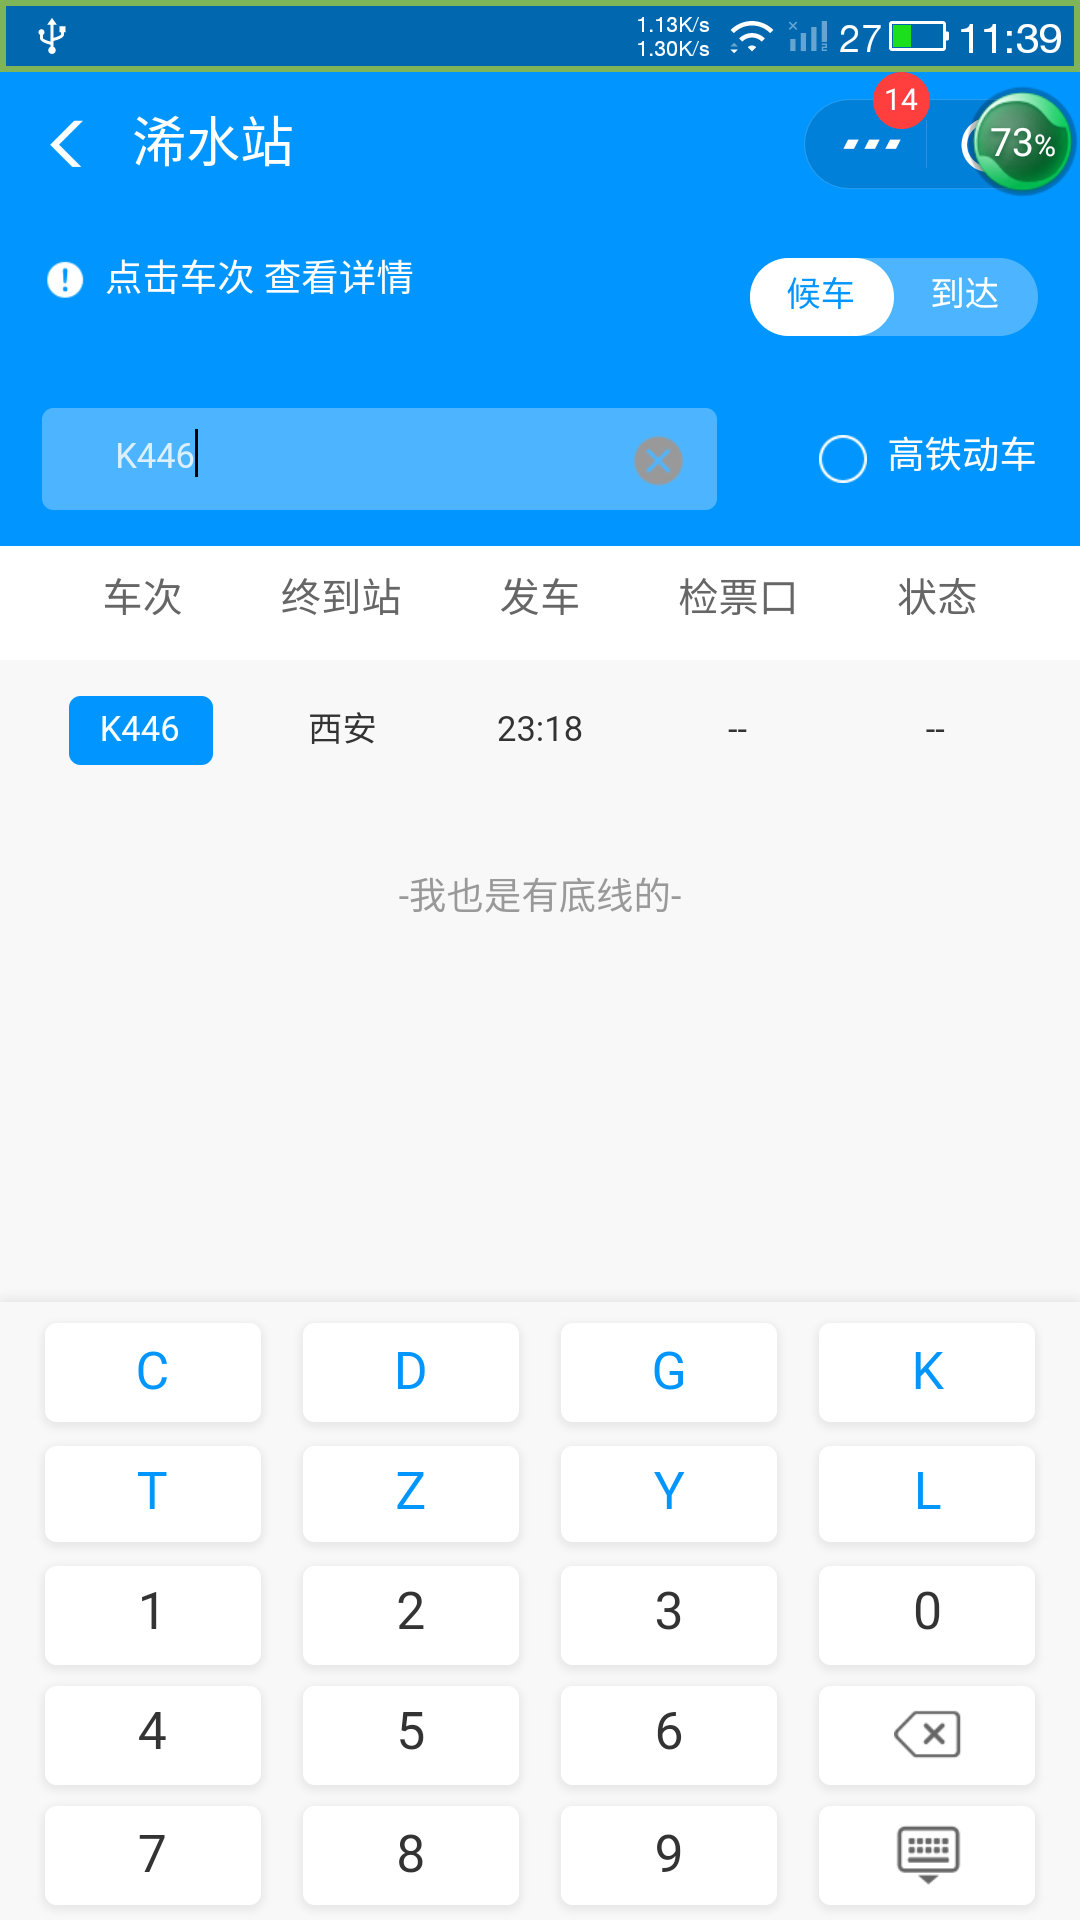 1.13K/s
1.30K/s
27
11:39
浠水站
14
73%
点击车次 查看详情
候车
到达
K446
高铁动车
车次 终到站 发车 检票口 状态
K446 西安 23:18 -- --
-我也是有底线的-
C D G K
T Z Y L
1 2 3 0
4 5 6
7 8 9